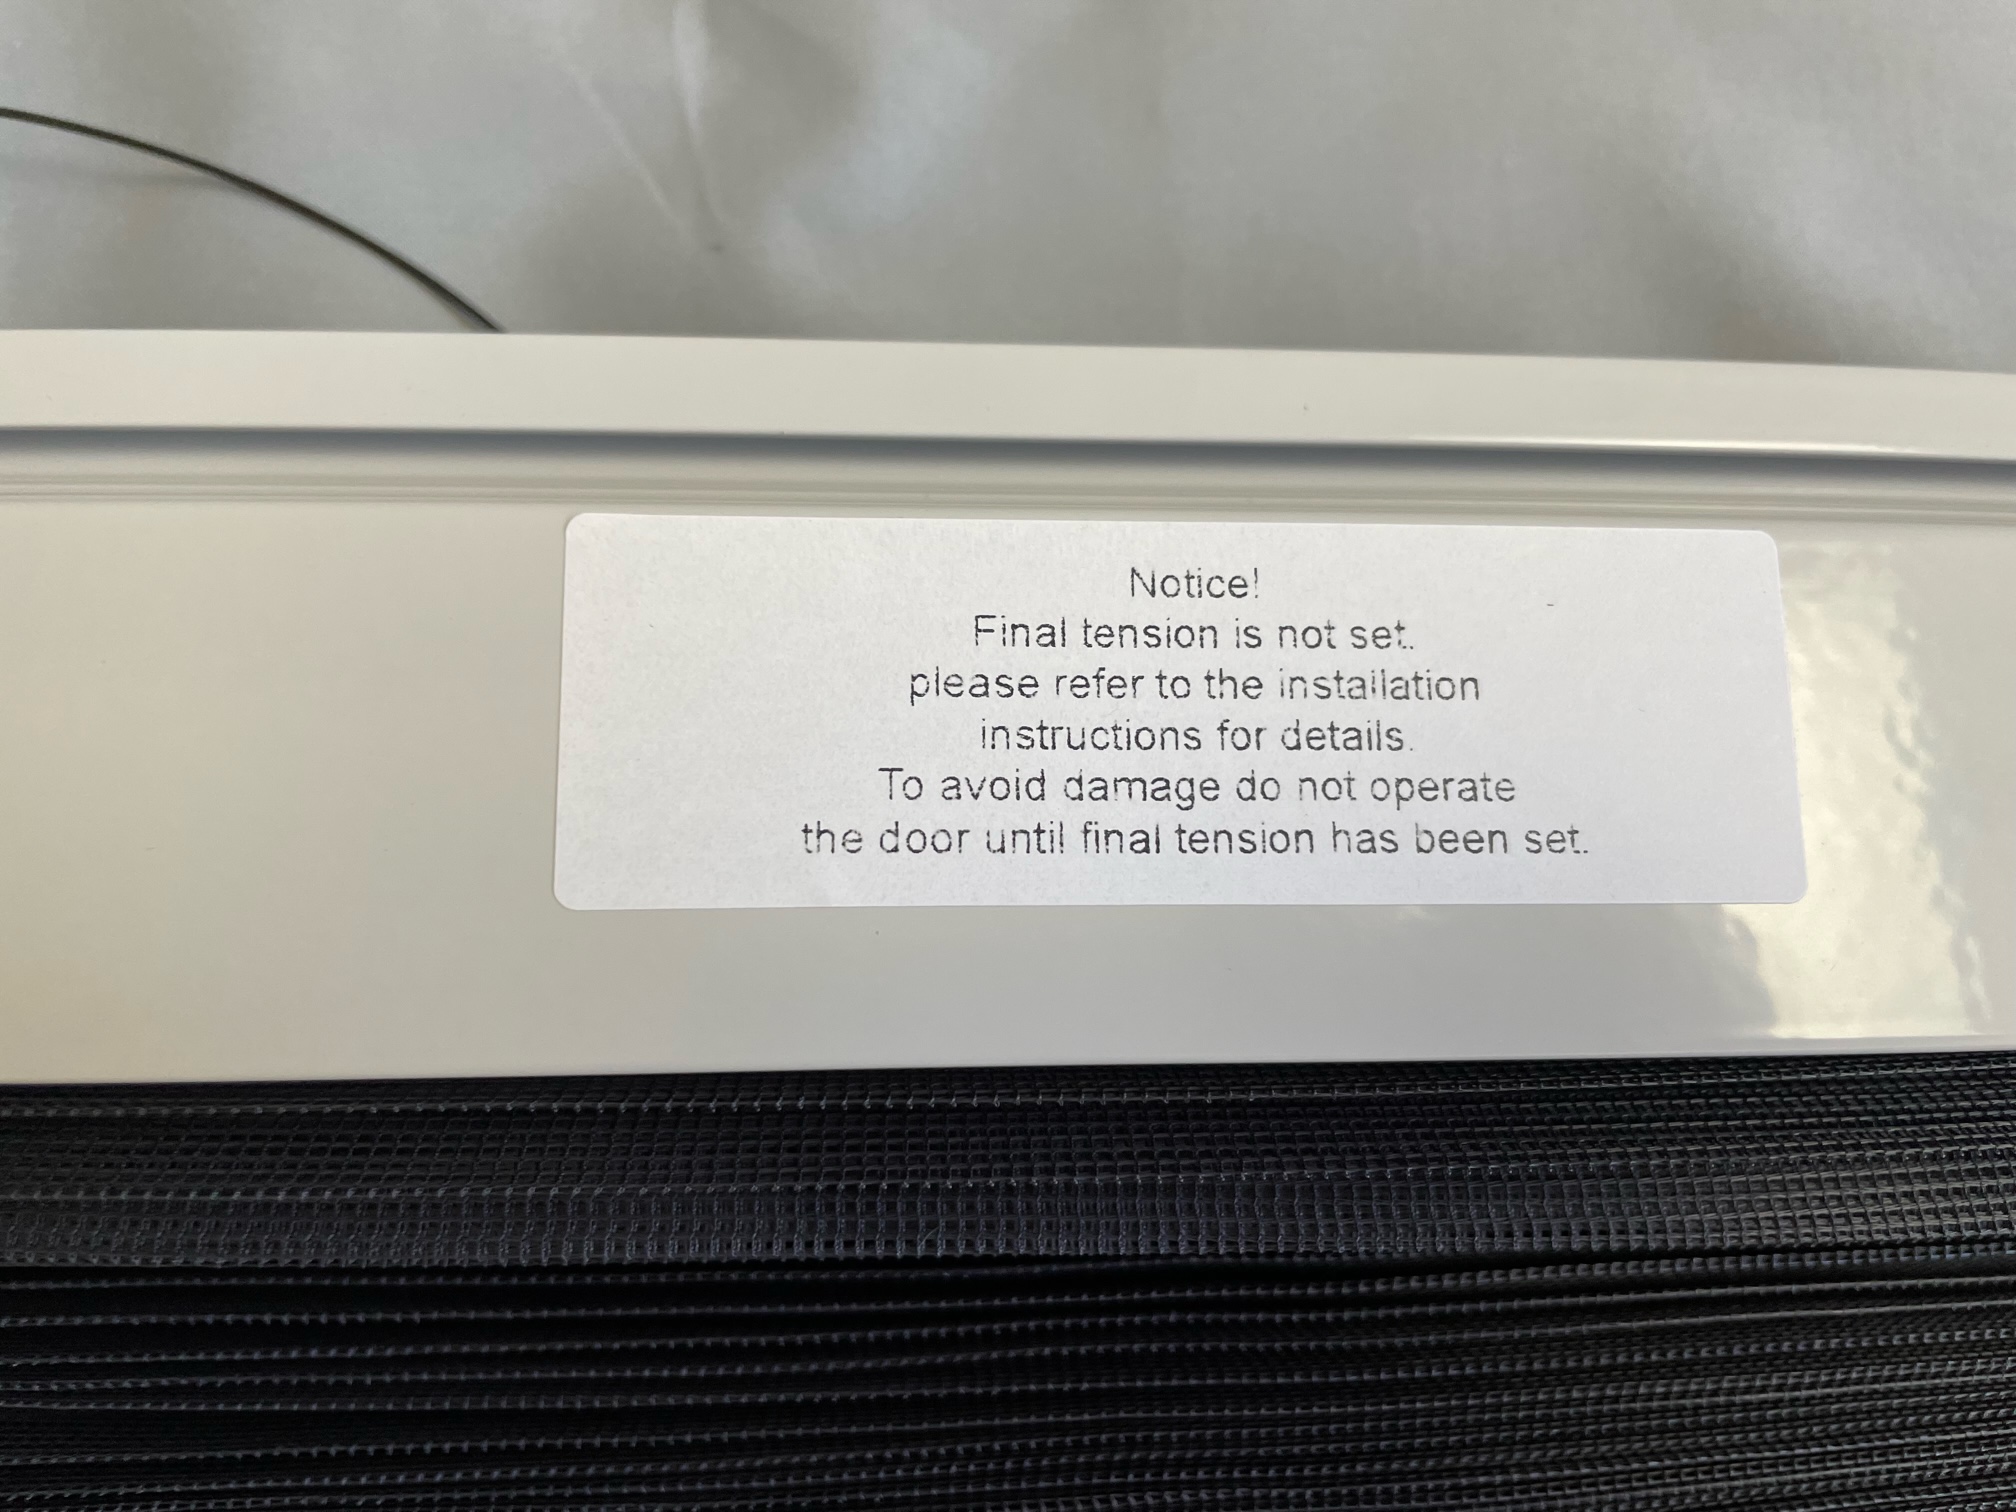 Notice!
Final tension is not set.
please refer to the installation
instructions for details.
To avoid damage do not operate
the door until final tension has been set.